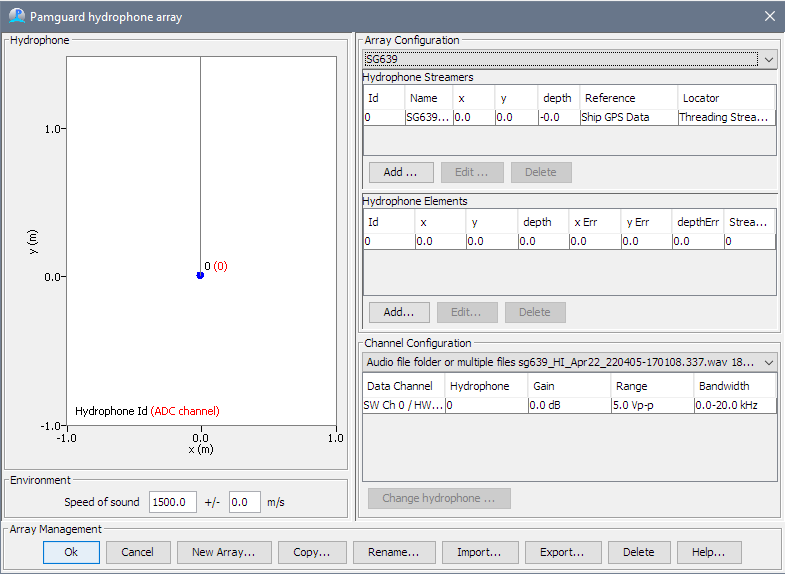 Pamguard hydrophone array
Hydrophone
1.0
0.0
-1.0
y (m)
0 (0)
Hydrophone Id (ADC channel)
-1.0 0.0 1.0
x (m)
Environment
Speed of sound 1500.0 +/- 0.0 m/s
Array Configuration
SG639
Hydrophone Streamers
Id Name x y depth Reference Locator
0 SG639... 0.0 0.0 -0.0 Ship GPS Data Threading Strea...
Add ... Edit ... Delete
Hydrophone Elements
Id x y depth x Err y Err depthErr Strea...
0 0.0 0.0 0.0 0.0 0.0 0.0 0
Add... Edit... Delete
Channel Configuration
Audio file folder or multiple files sg639_HI_Apr22_220405-170108.337.wav 18...
Data Channel Hydrophone Gain Range Bandwidth
SW Ch 0 / HW... 0 0.0 dB 5.0 Vp-p 0.0-20.0 kHz
Change hydrophone ...
Array Management
Ok Cancel New Array... Copy... Rename... Import... Export... Delete Help...